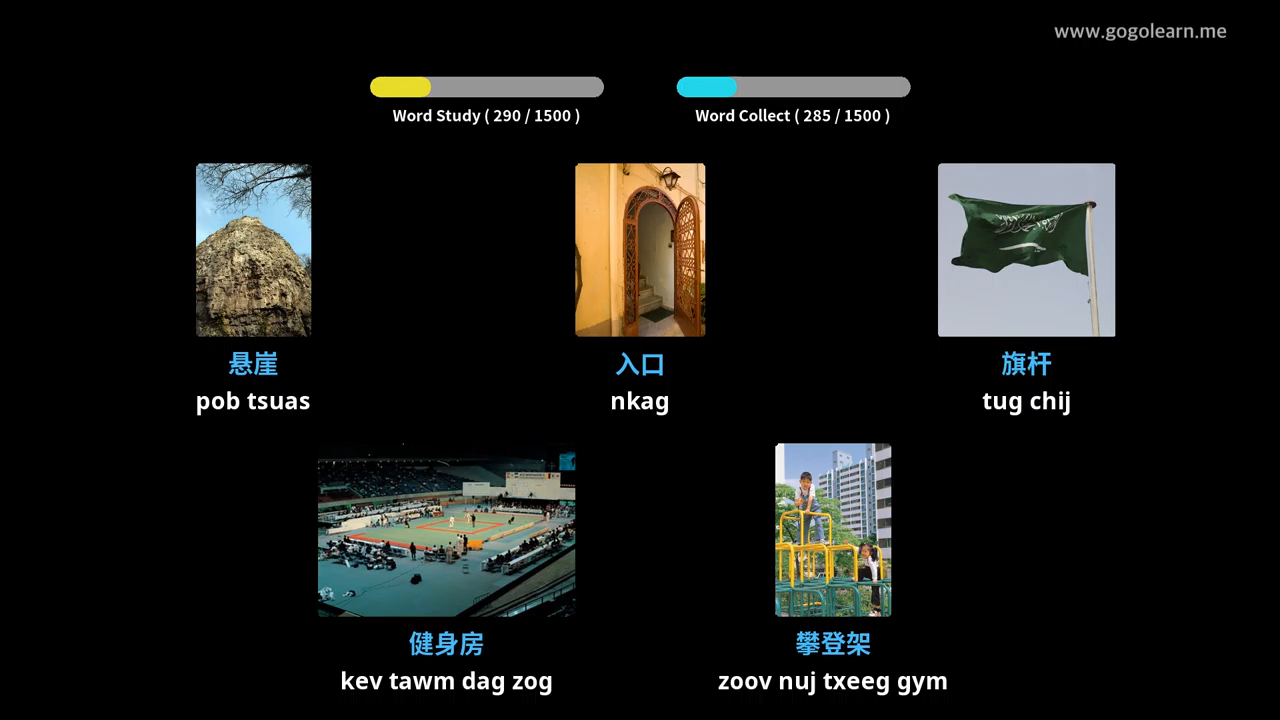 www.gogolearn.me
Word Study ( 290 / 1500 )
Word Collect ( 285 / 1500 )
悬崖
pob tsuas
入口
nkag
旗杆
tug chij
健身房
kev tawm dag zog
攀登架
zoov nuj txeeg gym